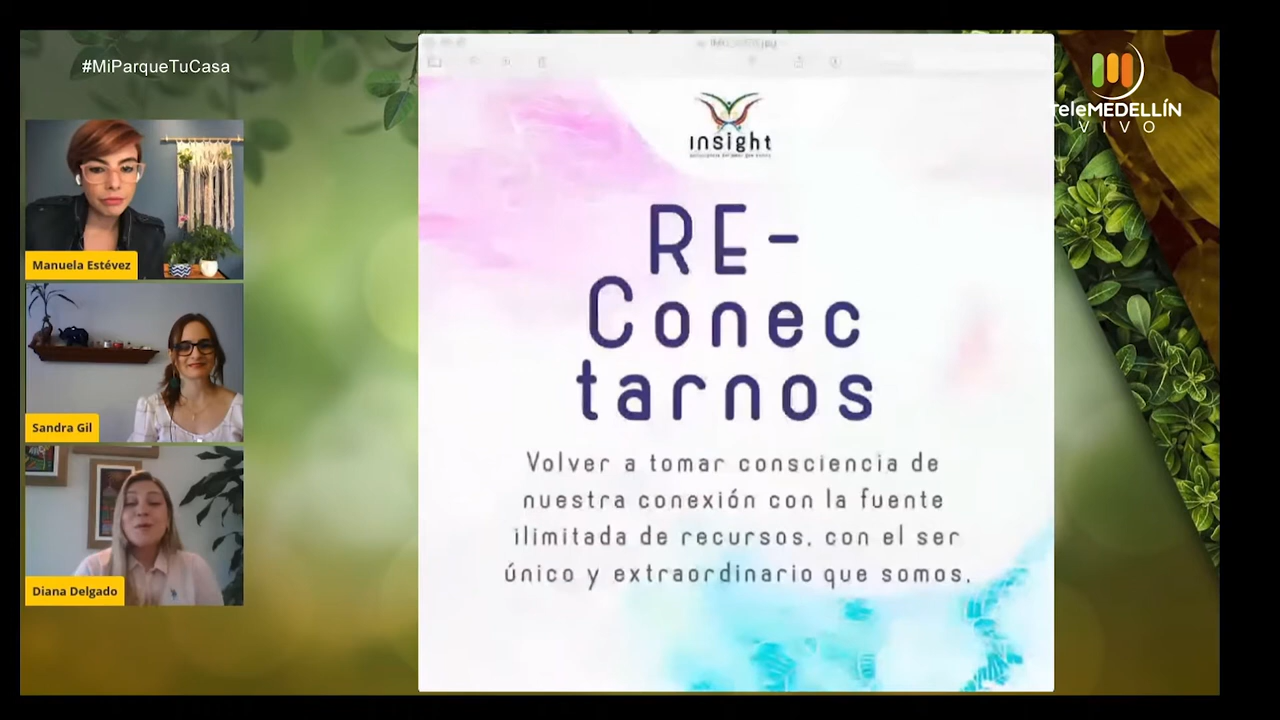 #MiParqueTuCasa
TeleMEDELLÍN
VIVO
Manuela Estévez
Sandra Gil
Diana Delgado
insight
RE-
Conec
tarnos
Volver a tomar consciencia de
nuestra conexión con la fuente
ilimitada de recursos, con el ser
único y extraordinario que somos.